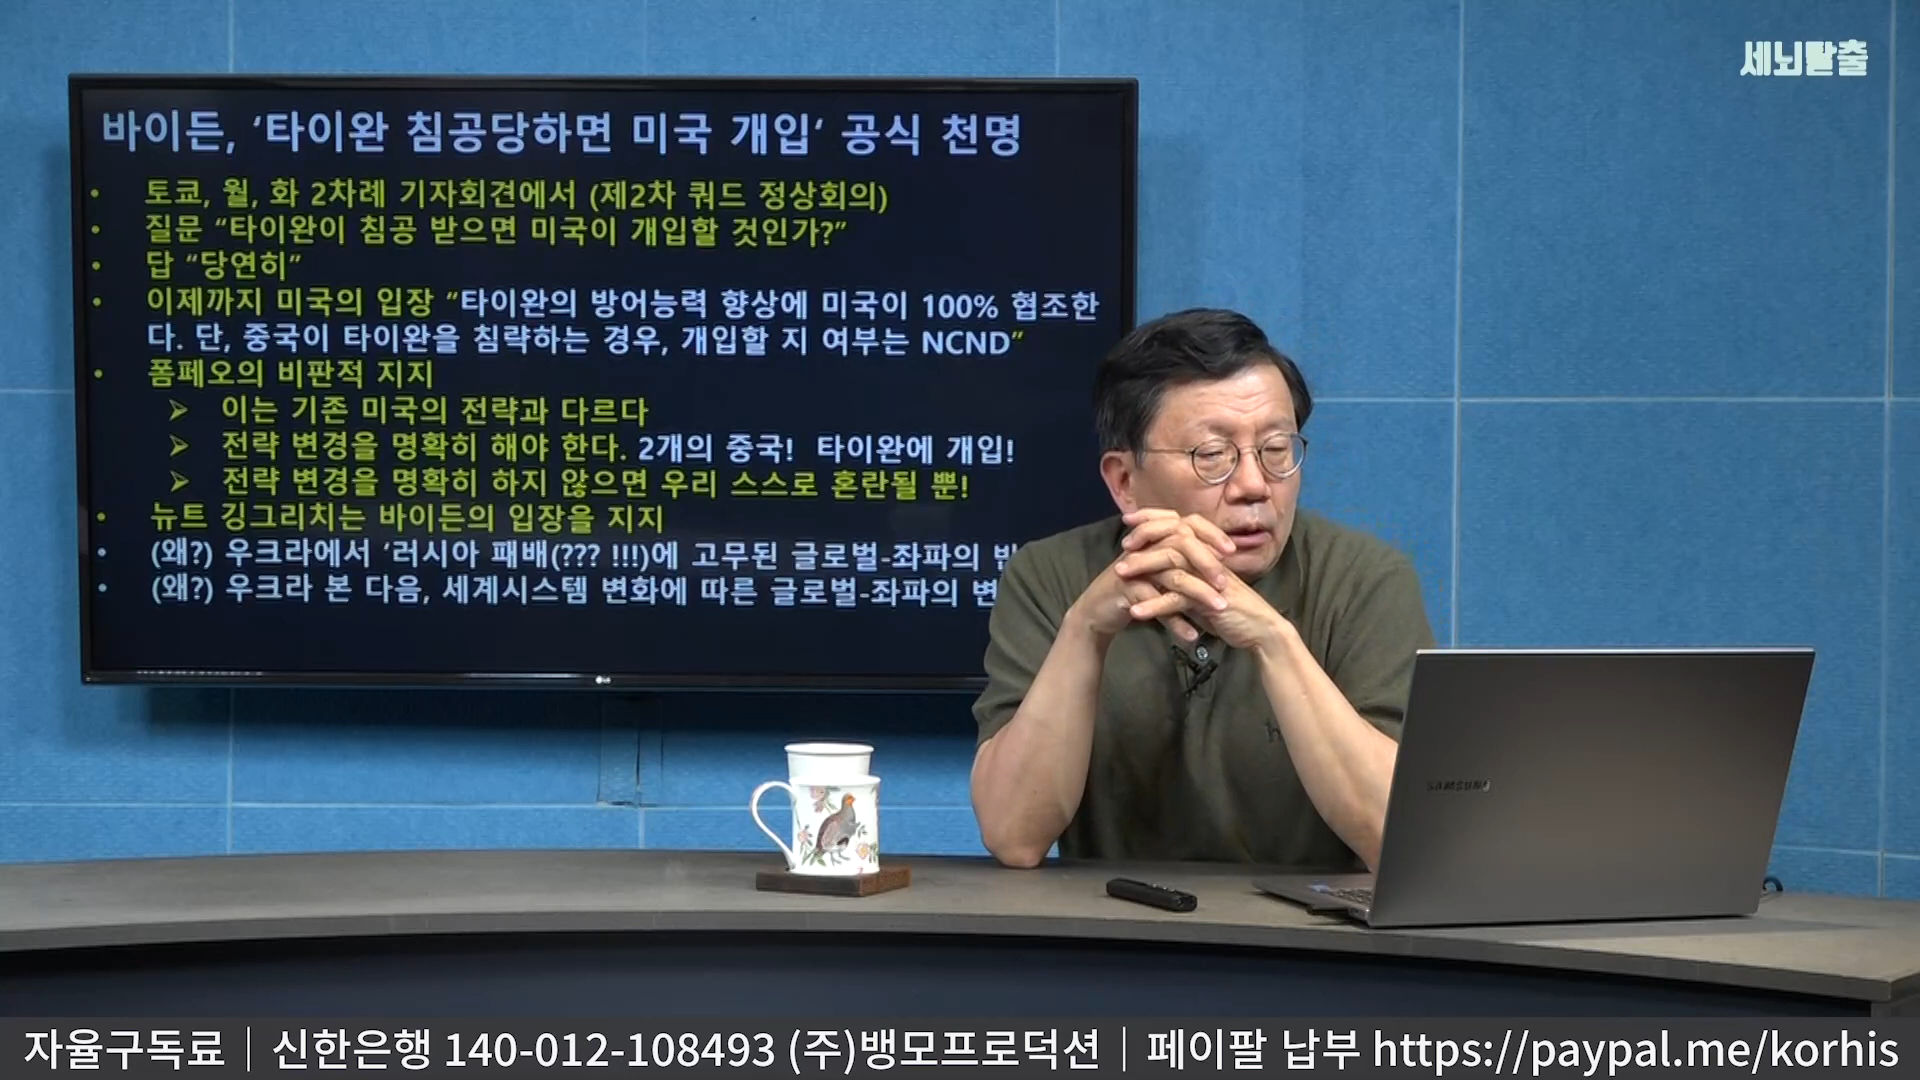 세뇌탈출
바이든, ‘타이완 침공당하면 미국 개입‘ 공식 천명
• 토쿄, 월, 화 2차례 기자회견에서 (제2차 쿼드 정상회의)
• 질문 “타이완이 침공 받으면 미국이 개입할 것인가?”
• 답 “당연히”
• 이제까지 미국의 입장 ”타이완의 방어능력 향상에 미국이 100% 협조한
다. 단, 중국이 타이완을 침략하는 경우, 개입할 지 여부는 NCND”
• 폼페오의 비판적 지지
➢ 이는 기존 미국의 전략과 다르다
➢ 전략 변경을 명확히 해야 한다. 2개의 중국! 타이완에 개입!
➢ 전략 변경을 명확히 하지 않으면 우리 스스로 혼란될 뿐!
• 뉴트 깅그리치는 바이든의 입장을 지지
• (왜?) 우크라에서 ‘러시아 패배(??? !!!)에 고무된 글로벌-좌파의
• (왜?) 우크라 본 다음, 세계시스템 변화에 따른 글로벌-좌파의
LG
SAMSUNG
자율구독료│신한은행 140-012-108493 (주)뱅모프로덕션│페이팔 납부 https://paypal.me/korhis